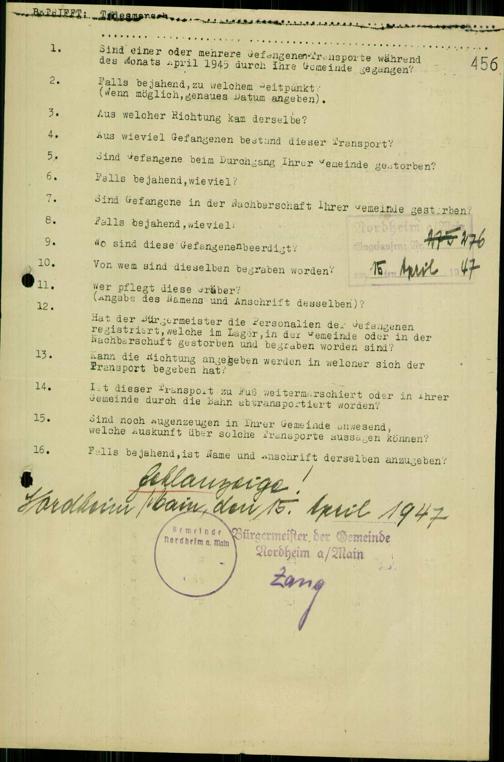 BETRIFFT: Todesmarsch
456
1. Sind einer oder mehrere Gefangenen-Transporte während
des Monats April 1945 durch Ihre Gemeinde gegangen?
2. Falls bejahend, zu welchem Zeitpunkt?
(Wenn möglich, genaues Datum angeben).
3. Aus welcher Richtung kam derselbe?
4. Aus wieviel Gefangenen bestand dieser Transport?
5. Sind Gefangene beim Durchgang Ihrer Gemeinde gestorben?
6. Falls bejahend, wieviel?
7. Sind Gefangene in der Nachbarschaft Ihrer Gemeinde gestorben?
8. Falls bejahend, wieviel?
Nordheim a. Main
276
9. Wo sind diese Gefangenen beerdigt?
15. April 47
10. Von wem sind dieselben begraben worden?
11. Wer pflegt diese Gräber?
(Angabe des Namens und Anschrift desselben)?
12. Hat der Bürgermeister die Personalien der Gefangenen
registriert, welche im Lager, in der Gemeinde oder in der
Nachbarschaft gestorben und begraben worden sind?
13. Kann die Richtung angegeben werden in welcher sich der
Transport begeben hat?
14. Ist dieser Transport zu Fuß weitermarschiert oder in Ihrer
Gemeinde durch die Bahn abtransportiert worden?
15. Sind noch Augenzeugen in Ihrer Gemeinde anwesend,
welche Auskunft über solche Transporte aussagen können?
16. Falls bejahend, ist Name und Anschrift derselben anzugeben?
Fehlanzeige!
Nordheim/Main, den 15. April 1947
Gemeinde
Nordheim a. Main
Bürgermeister der Gemeinde
Nordheim a/Main
Zang